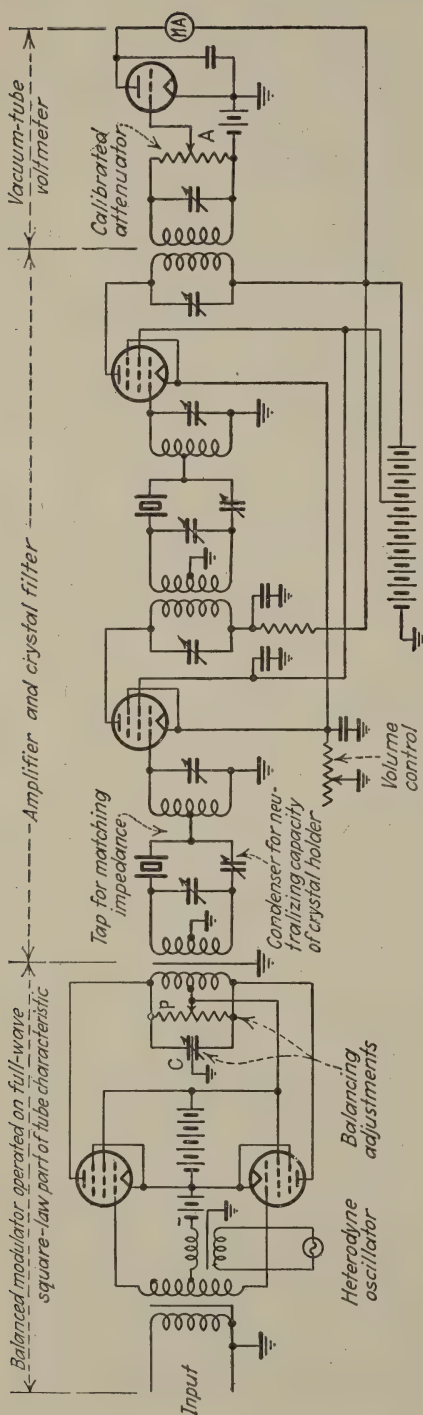 Balanced modulator operated on full-wave
square-law part of tube characteristic
Amplifier and crystal filter
Vacuum-tube
voltmeter
Input
Heterodyne
oscillator
Balancing
adjustments
C
P
Tap for matching
impedance
Condenser for neu-
tralizing capacity
of crystal holder
Volume
control
Calibrated
attenuator
A
MA